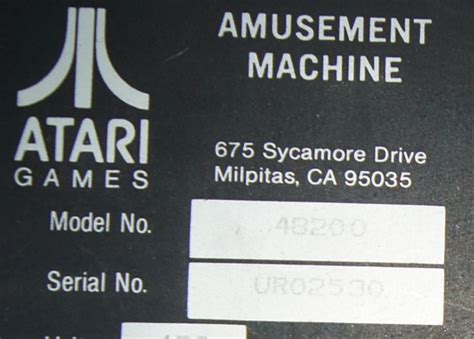 AMUSEMENT
MACHINE
ATARI
GAMES
675 Sycamore Drive
Milpitas, CA 95035
Model No. 48200
Serial No. UR02530